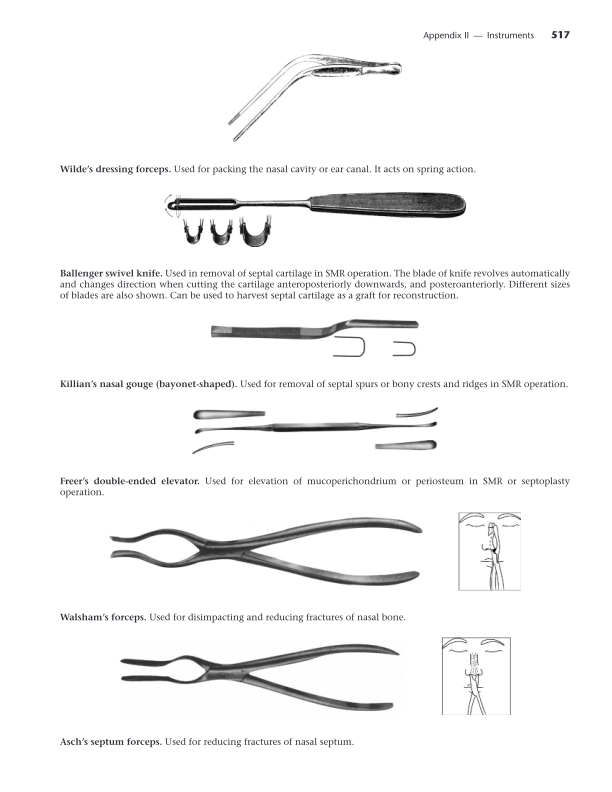 Appendix II — Instruments 517
Wilde's dressing forceps. Used for packing the nasal cavity or ear canal. It acts on spring action.
Ballenger swivel knife. Used in removal of septal cartilage in SMR operation. The blade of knife revolves automatically
and changes direction when cutting the cartilage anteroposteriorly downwards, and posteroanteriorly. Different sizes
of blades are also shown. Can be used to harvest septal cartilage as a graft for reconstruction.
Killian's nasal gouge (bayonet-shaped). Used for removal of septal spurs or bony crests and ridges in SMR operation.
Freer's double-ended elevator. Used for elevation of mucoperichondrium or periosteum in SMR or septoplasty
operation.
Walsham's forceps. Used for disimpacting and reducing fractures of nasal bone.
Asch's septum forceps. Used for reducing fractures of nasal septum.